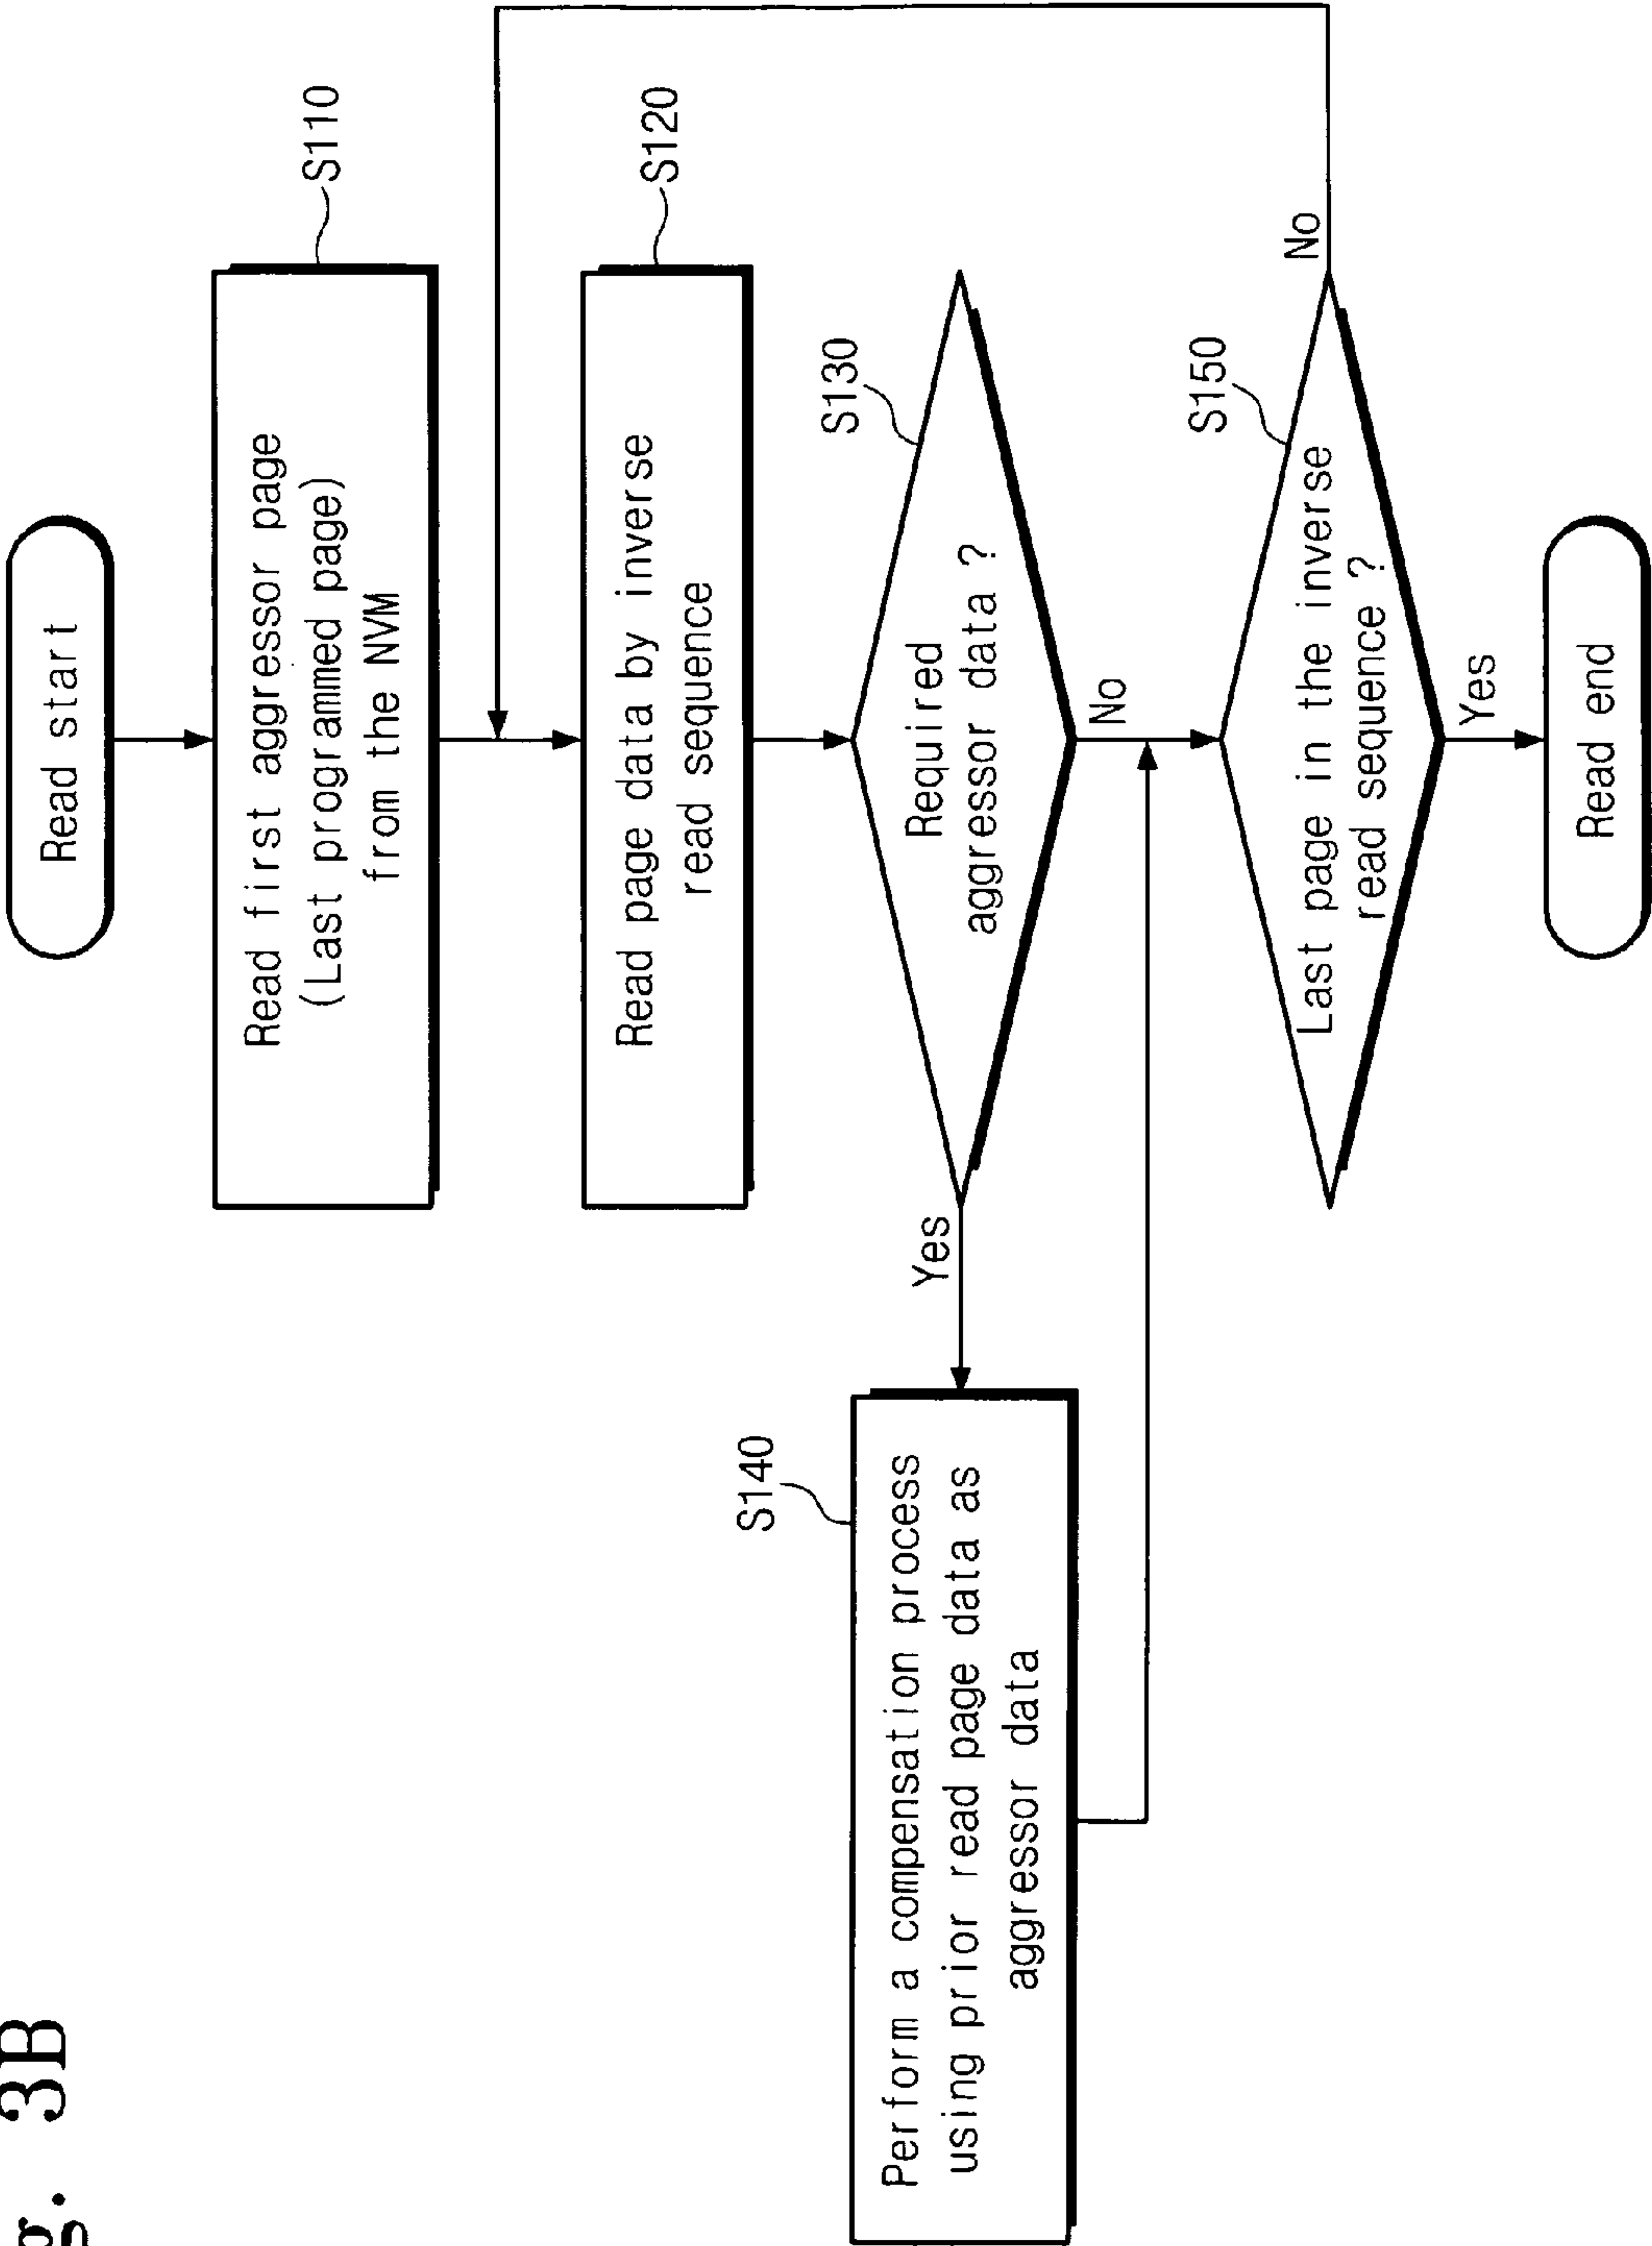 g. 3B
Read start
Read first aggressor page
(Last programmed page)
from the NVM
S110
Read page data by inverse
read sequence
S120
Required
aggressor data ?
S130
Yes
No
Perform a compensation process
using prior read page data as
aggressor data
S140
Last page in the inverse
read sequence ?
S150
No
Yes
Read end